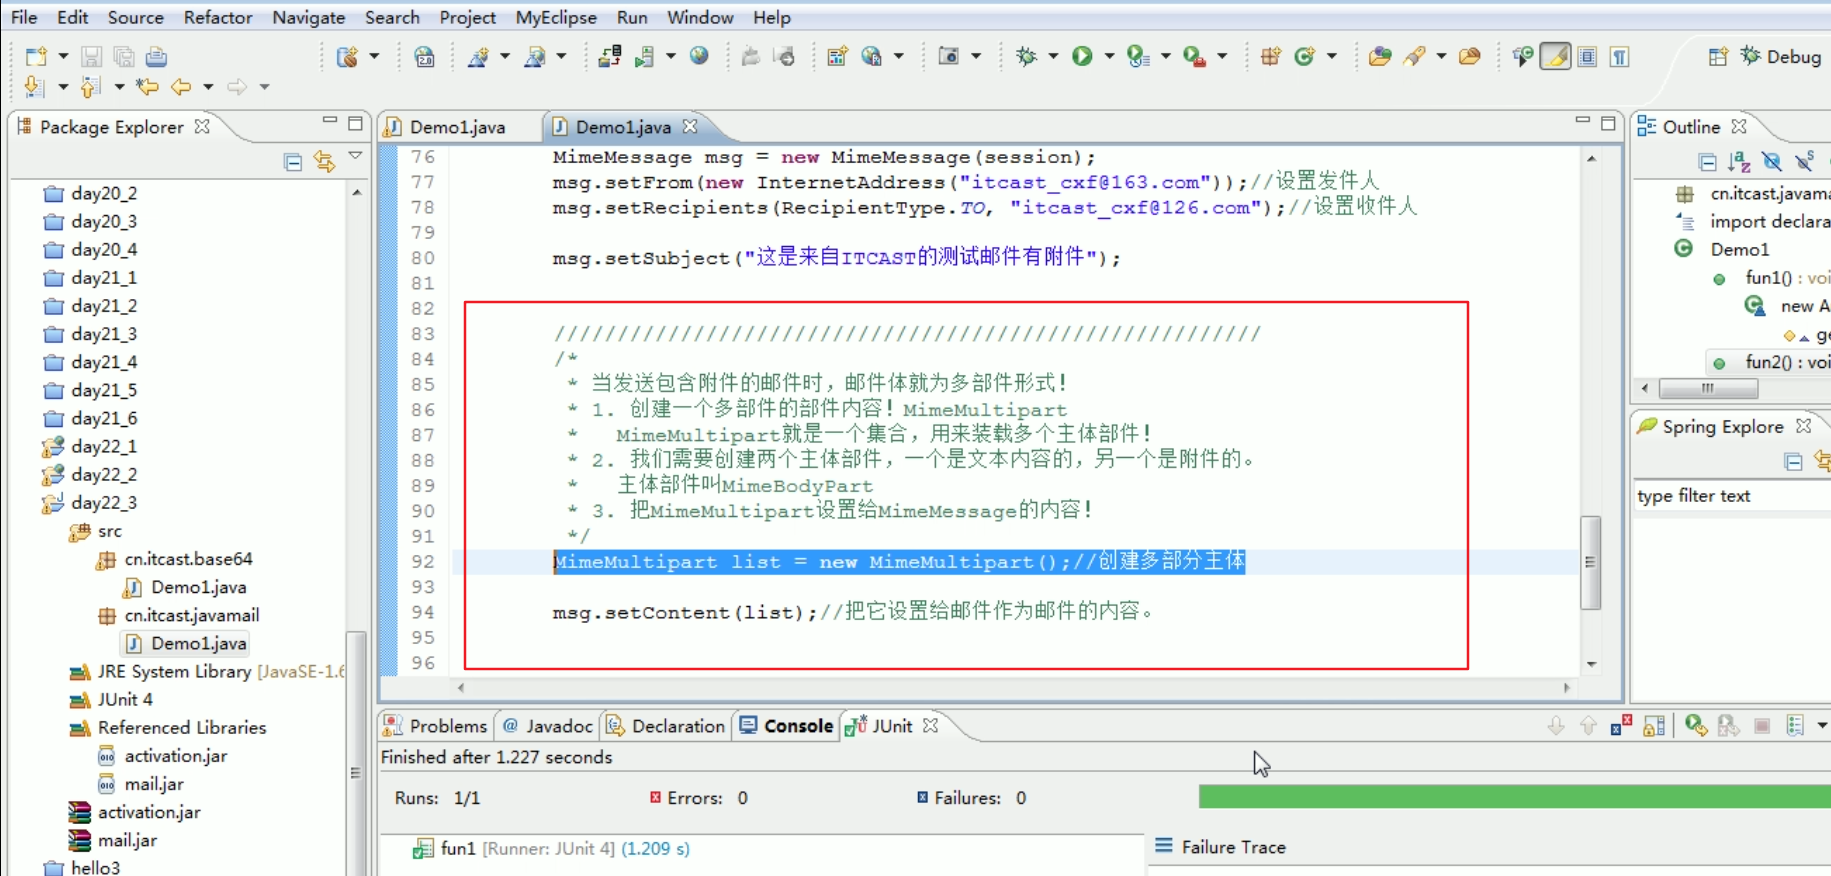 File Edit Source Refactor Navigate Search Project MyEclipse Run Window Help
Debug
Package Explorer
day20_2
day20_3
day20_4
day21_1
day21_2
day21_3
day21_4
day21_5
day21_6
day22_1
day22_2
day22_3
src
cn.itcast.base64
Demo1.java
cn.itcast.javamail
Demo1.java
JRE System Library [JavaSE-1.6
JUnit 4
Referenced Libraries
activation.jar
mail.jar
activation.jar
mail.jar
hello3
Demo1.java Demo1.java
76 MimeMessage msg = new MimeMessage(session);
77 msg.setFrom(new InternetAddress("itcast_cxf@163.com"));//设置发件人
78 msg.setRecipients(RecipientType.TO, "itcast_cxf@126.com");//设置收件人
79
80 msg.setSubject("这是来自ITCAST的测试邮件有附件");
81
82
83 ////////////////////////////////////////////////////////
84 /*
85 * 当发送包含附件的邮件时，邮件体就为多部件形式！
86 * 1. 创建一个多部件的部件内容！MimeMultipart
87 * MimeMultipart就是一个集合，用来装载多个主体部件！
88 * 2. 我们需要创建两个主体部件，一个是文本内容的，另一个是附件的。
89 * 主体部件叫MimeBodyPart
90 * 3. 把MimeMultipart设置给MimeMessage的内容！
91 */
92 MimeMultipart list = new MimeMultipart();//创建多部分主体
93
94 msg.setContent(list);//把它设置给邮件作为邮件的内容。
95
96
Outline
cn.itcast.javama
import declara
Demo1
fun1() : voi
new A
ge
fun2() : voi
Spring Explore
type filter text
Problems @ Javadoc Declaration Console JUnit
Finished after 1.227 seconds
Runs: 1/1 Errors: 0 Failures: 0
fun1 [Runner: JUnit 4] (1.209 s)
Failure Trace